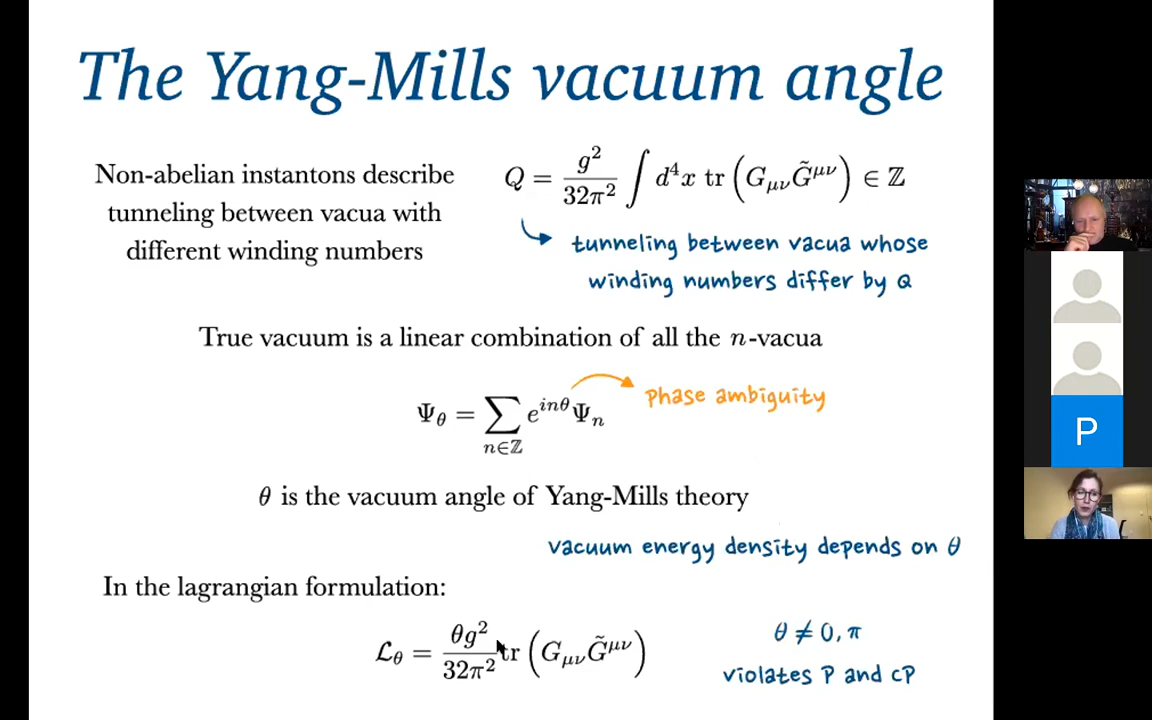 The Yang-Mills vacuum angle
Non-abelian instantons describe
tunneling between vacua with
different winding numbers
Q = g²/32π² ∫ d⁴x tr (G_μν G̃^μν) ∈ ℤ
tunneling between vacua whose
winding numbers differ by Q
True vacuum is a linear combination of all the n-vacua
Ψ_θ = ∑_{n∈ℤ} e^{inθ} Ψ_n
phase ambiguity
θ is the vacuum angle of Yang-Mills theory
vacuum energy density depends on θ
In the lagrangian formulation:
ℒ_θ = θg²/32π² tr (G_μν G̃^μν)
θ ≠ 0, π
violates P and CP
P